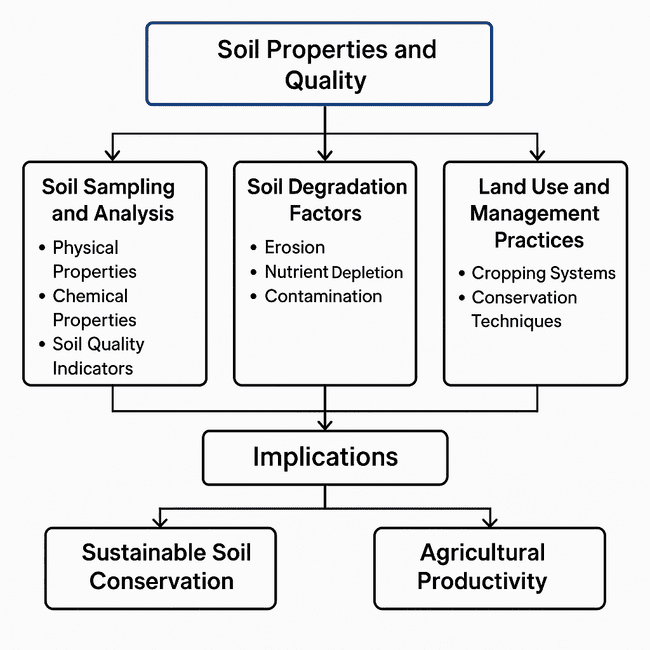 Soil Properties and
Quality
Soil Sampling
and Analysis
• Physical
Properties
• Chemical
Properties
• Soil Quality
Indicators
Soil Degradation
Factors
• Erosion
• Nutrient Depletion
• Contamination
Land Use and
Management
Practices
• Cropping Systems
• Conservation
Techniques
Implications
Sustainable Soil
Conservation
Agricultural
Productivity